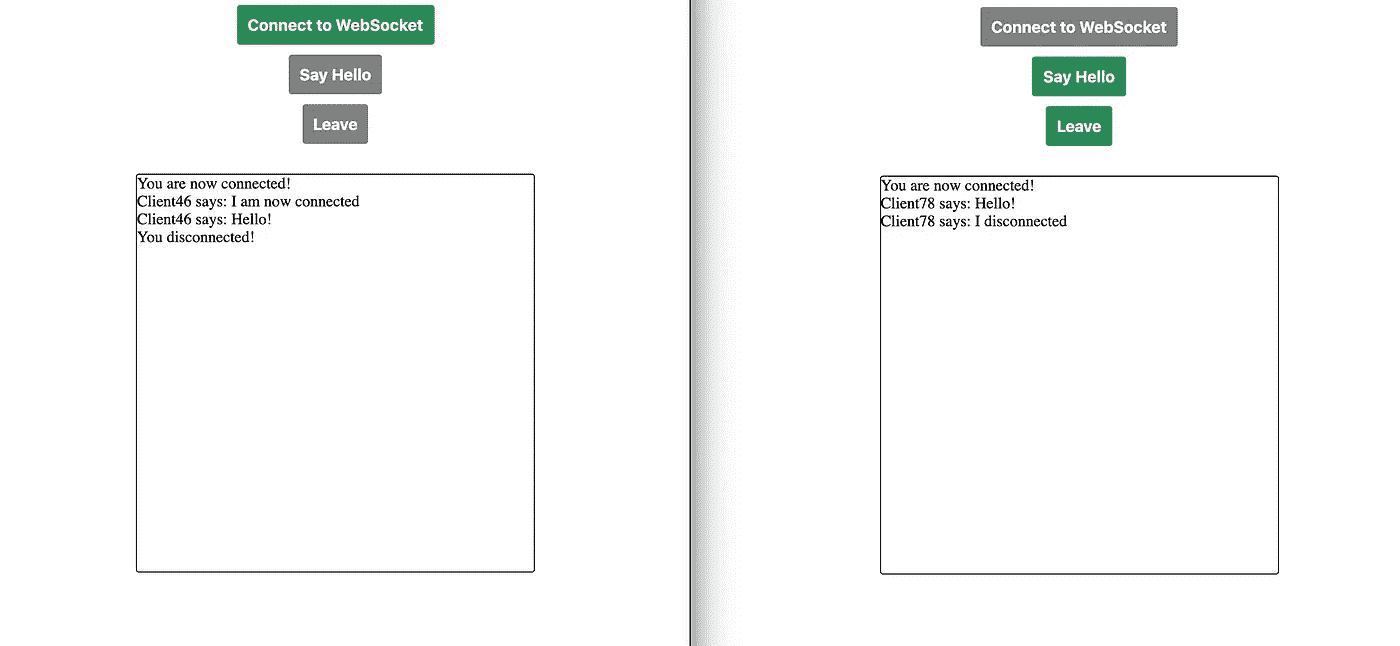 Connect to WebSocket
Say Hello
Leave
You are now connected!
Client46 says: I am now connected
Client46 says: Hello!
You disconnected!
Connect to WebSocket
Say Hello
Leave
You are now connected!
Client78 says: Hello!
Client78 says: I disconnected